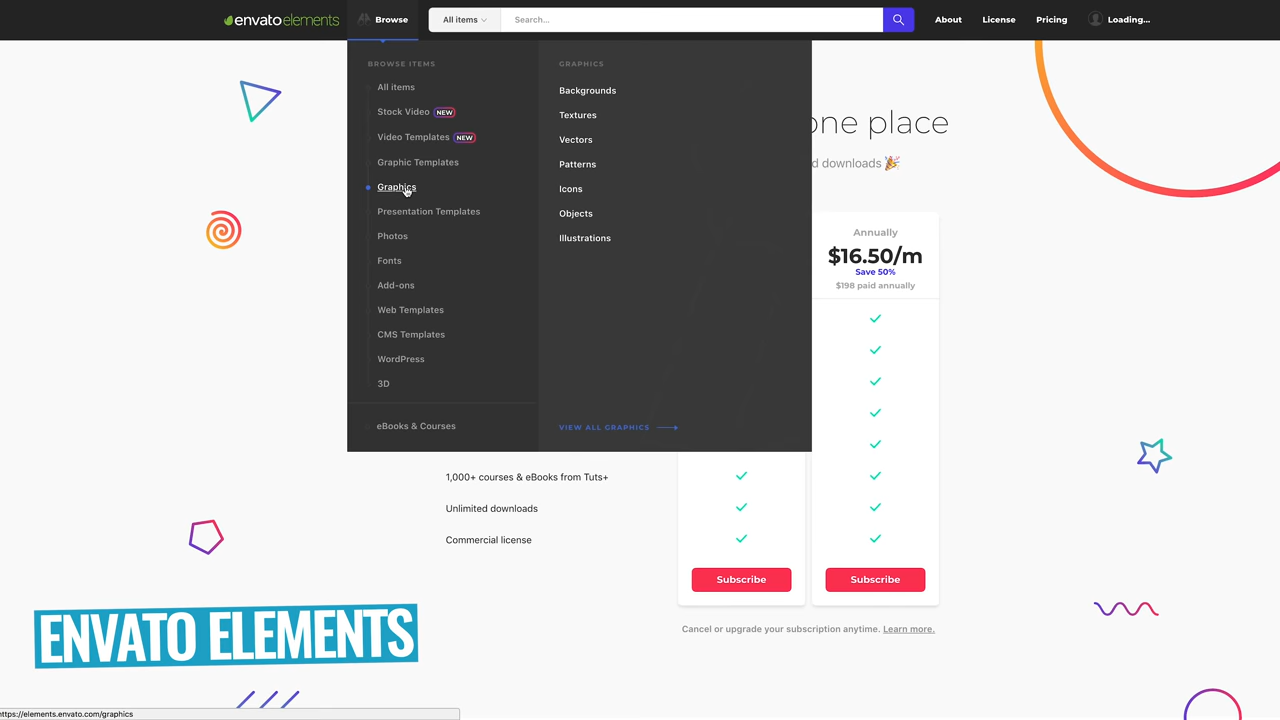 envato elements
Browse
All items
Search...
About
License
Pricing
Loading...
BROWSE ITEMS
All items
Stock Video NEW
Video Templates NEW
Graphic Templates
Graphics
Presentation Templates
Photos
Fonts
Add-ons
Web Templates
CMS Templates
WordPress
3D
eBooks & Courses
GRAPHICS
Backgrounds
Textures
Vectors
Patterns
Icons
Objects
Illustrations
VIEW ALL GRAPHICS
one place
d downloads 🎉
Annually
$16.50/m
Save 50%
$198 paid annually
1,000+ courses & eBooks from Tuts+
Unlimited downloads
Commercial license
Subscribe
Subscribe
Cancel or upgrade your subscription anytime. Learn more.
ENVATO ELEMENTS
https://elements.envato.com/graphics